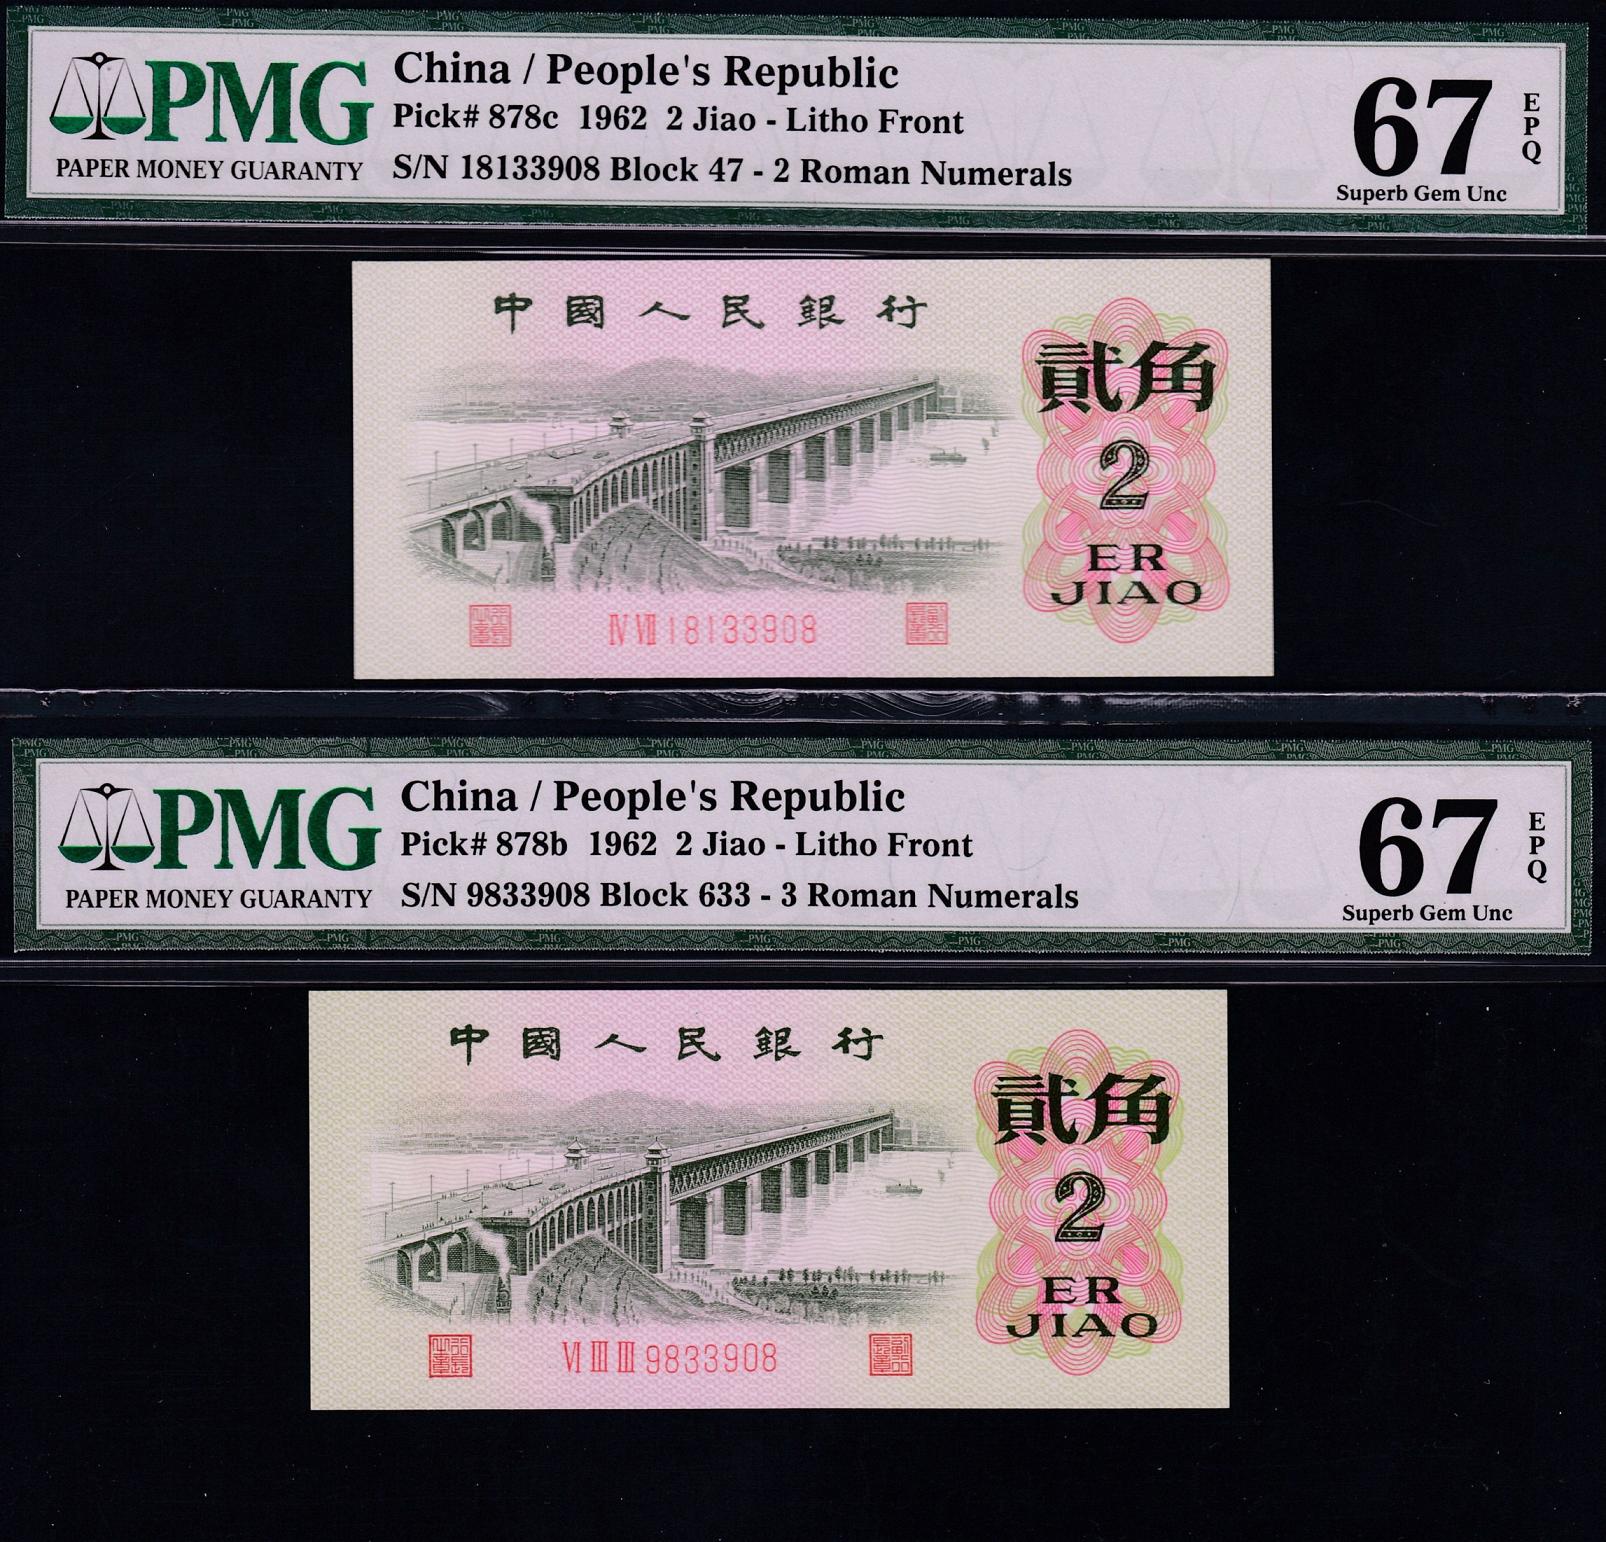 PMG
PAPER MONEY GUARANTY
China / People's Republic
Pick# 878c 1962 2 Jiao - Litho Front
S/N 18133908 Block 47 - 2 Roman Numerals
67
EPQ
Superb Gem Unc
中國人民銀行
貳角
2
ER
JIAO
Ⅳ Ⅶ 18133908
PMG
PAPER MONEY GUARANTY
China / People's Republic
Pick# 878b 1962 2 Jiao - Litho Front
S/N 9833908 Block 633 - 3 Roman Numerals
67
EPQ
Superb Gem Unc
中國人民銀行
貳角
2
ER
JIAO
Ⅵ Ⅲ Ⅲ 9833908